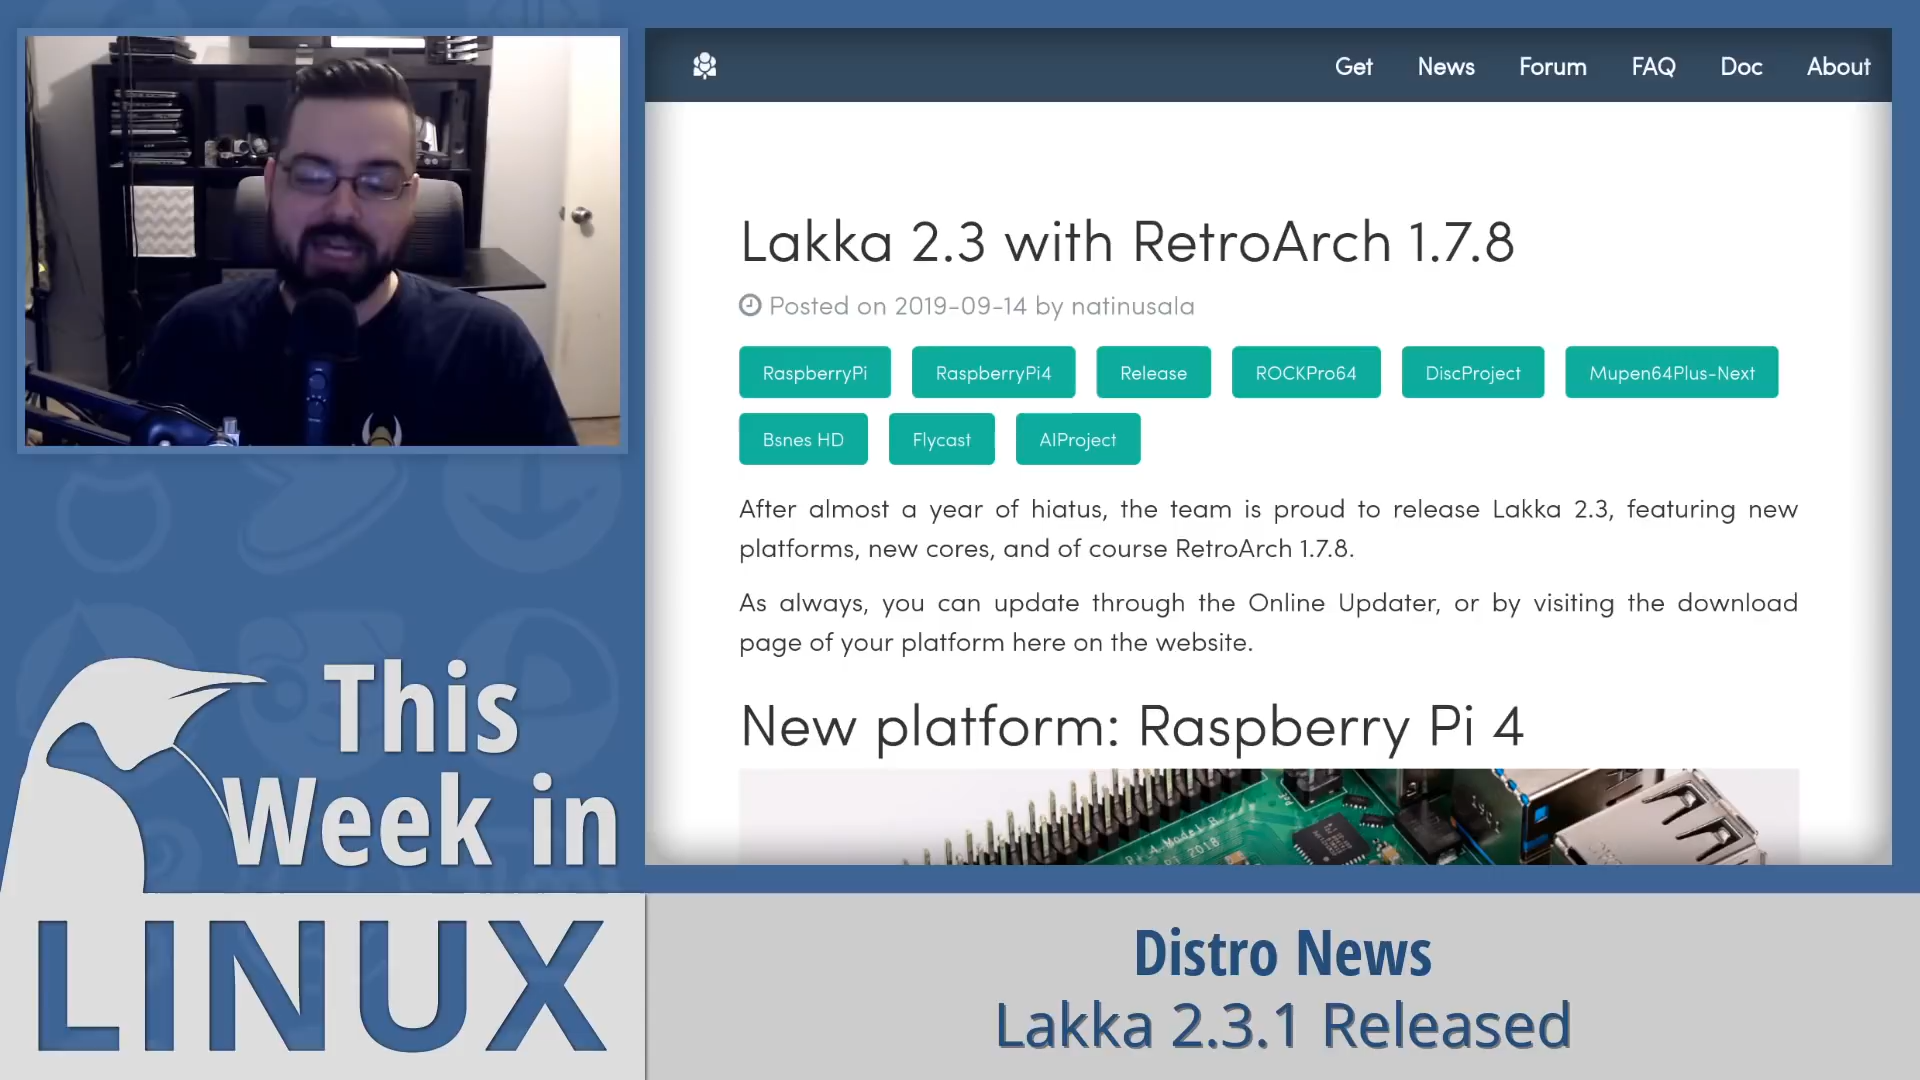 Get News Forum FAQ Doc About
Lakka 2.3 with RetroArch 1.7.8
Posted on 2019-09-14 by natinusala
RaspberryPi RaspberryPi4 Release ROCKPro64 DiscProject Mupen64Plus-Next
Bsnes HD Flycast AIProject
After almost a year of hiatus, the team is proud to release Lakka 2.3, featuring new
platforms, new cores, and of course RetroArch 1.7.8.
As always, you can update through the Online Updater, or by visiting the download
page of your platform here on the website.
New platform: Raspberry Pi 4
Pi 4 Model B
2018
This
Week in
LINUX
Distro News
Lakka 2.3.1 Released